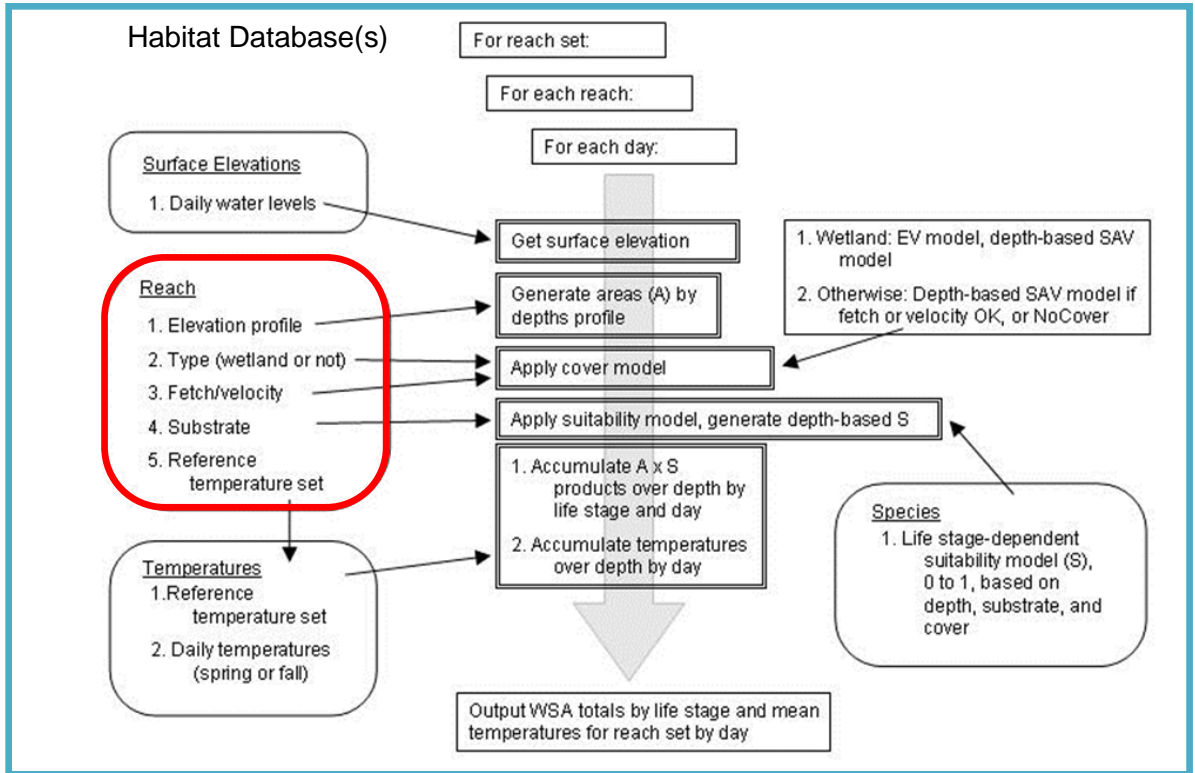 Habitat Database(s)
For reach set:
For each reach:
For each day:
Surface Elevations
1. Daily water levels
Get surface elevation
1. Wetland: EV model, depth-based SAV
model
2. Otherwise: Depth-based SAV model if
fetch or velocity OK, or NoCover
Reach
1. Elevation profile
2. Type (wetland or not)
3. Fetch/velocity
4. Substrate
5. Reference
temperature set
Generate areas (A) by
depths profile
Apply cover model
Apply suitability model, generate depth-based S
1. Accumulate A x S
products over depth by
life stage and day
2. Accumulate temperatures
over depth by day
Species
1. Life stage-dependent
suitability model (S),
0 to 1, based on
depth, substrate, and
cover
Temperatures
1.Reference
temperature set
2. Daily temperatures
(spring or fall)
Output WSA totals by life stage and mean
temperatures for reach set by day